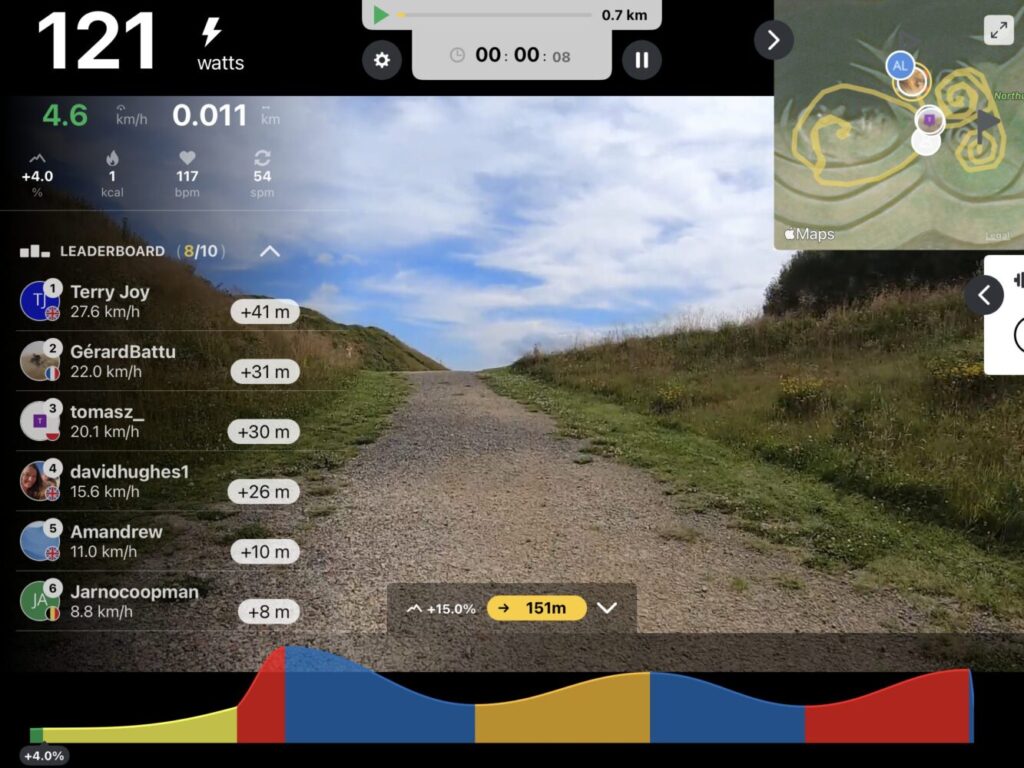 121
watts
0.7 km
00: 00: 08
4.6 km/h 0.011 km
+4.0 1 117 54
% kcal bpm spm
LEADERBOARD (8/10)
1
TJ Terry Joy
27.6 km/h +41 m
2
GérardBattu
22.0 km/h +31 m
3
T tomasz_
20.1 km/h +30 m
4
davidhughes1
15.6 km/h +26 m
5
Amandrew
11.0 km/h +10 m
6
JA Jarnocoopman
8.8 km/h +8 m
AL
T
Maps
Legal
+15.0% → 151m
+4.0%